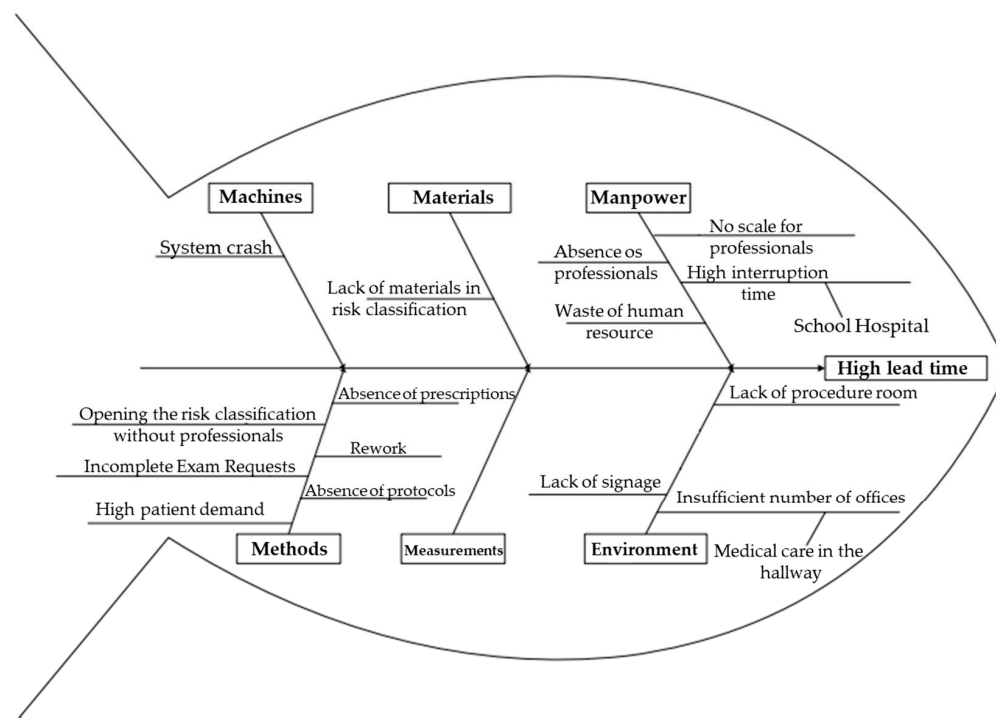 Machines
Materials
Manpower
System crash
Lack of materials in
risk classification
Absence os
professionals
Waste of human
resource
No scale for
professionals
High interruption
time
School Hospital
High lead time
Opening the risk classification
without professionals
Incomplete Exam Requests
High patient demand
Absence of prescriptions
Rework
Absence of protocols
Lack of signage
Lack of procedure room
Insufficient number of offices
Medical care in the
hallway
Methods
Measurements
Environment